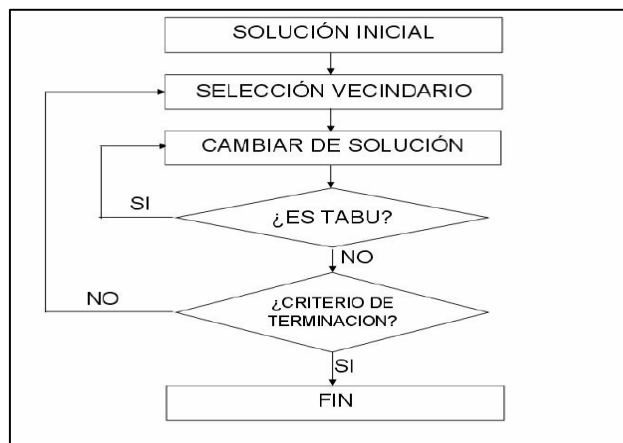 SOLUCIÓN INICIAL
SELECCIÓN VECINDARIO
CAMBIAR DE SOLUCIÓN
SI
¿ES TABU?
NO
NO
¿CRITERIO DE
TERMINACION?
SI
FIN